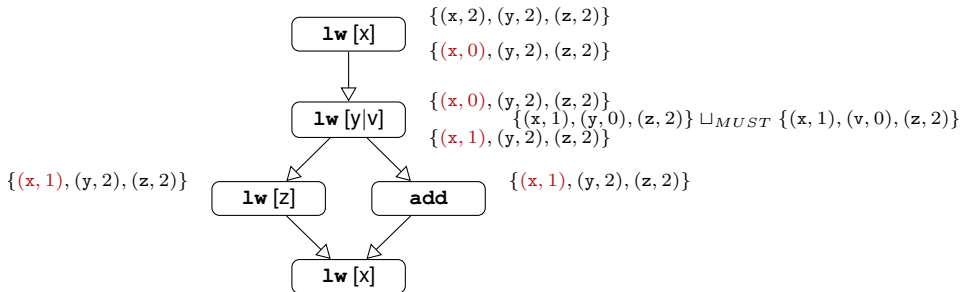 {(x, 2), (y, 2), (z, 2)}
lw [x]
{(x, 0), (y, 2), (z, 2)}
{(x, 0), (y, 2), (z, 2)}
lw [y|v]
{(x, 1), (y, 0), (z, 2)} ⊔MUST {(x, 1), (v, 0), (z, 2)}
{(x, 1), (y, 2), (z, 2)}
{(x, 1), (y, 2), (z, 2)}
lw [z]
add
{(x, 1), (y, 2), (z, 2)}
lw [x]